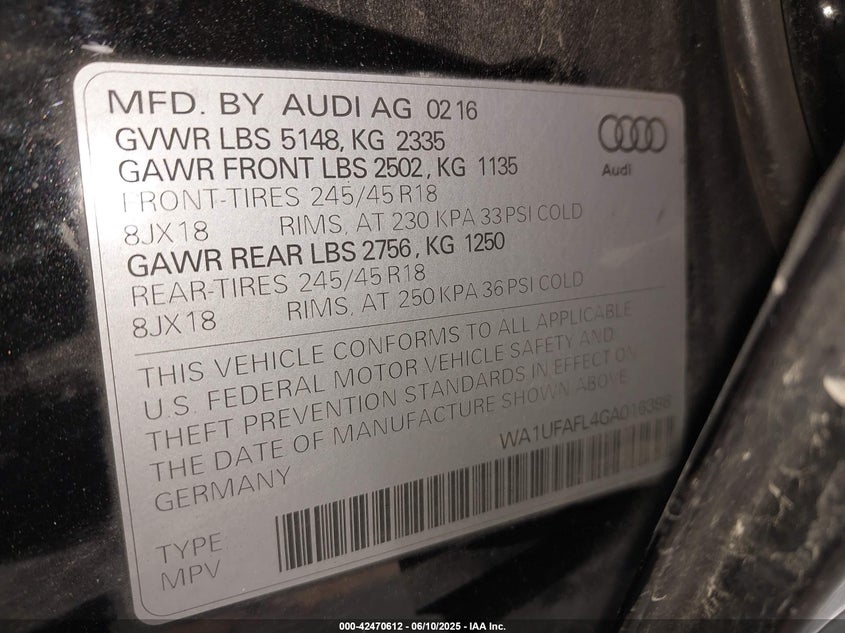 MFD. BY AUDI AG 02 16
GVWR LBS 5148, KG 2335
GAWR FRONT LBS 2502, KG 1135
FRONT-TIRES 245/45 R18
8JX18 RIMS, AT 230 KPA 33 PSI COLD
GAWR REAR LBS 2756, KG 1250
REAR-TIRES 245/45 R18
8JX18 RIMS, AT 250 KPA 36 PSI COLD
Audi
THIS VEHICLE CONFORMS TO ALL APPLICABLE
U.S. FEDERAL MOTOR VEHICLE SAFETY AND
THEFT PREVENTION STANDARDS IN EFFECT ON
THE DATE OF MANUFACTURE SHOWN ABOVE
GERMANY
WA1UFAFL4GA016396
TYPE
MPV
000-42470612 - 06/10/2025 - IAA Inc.